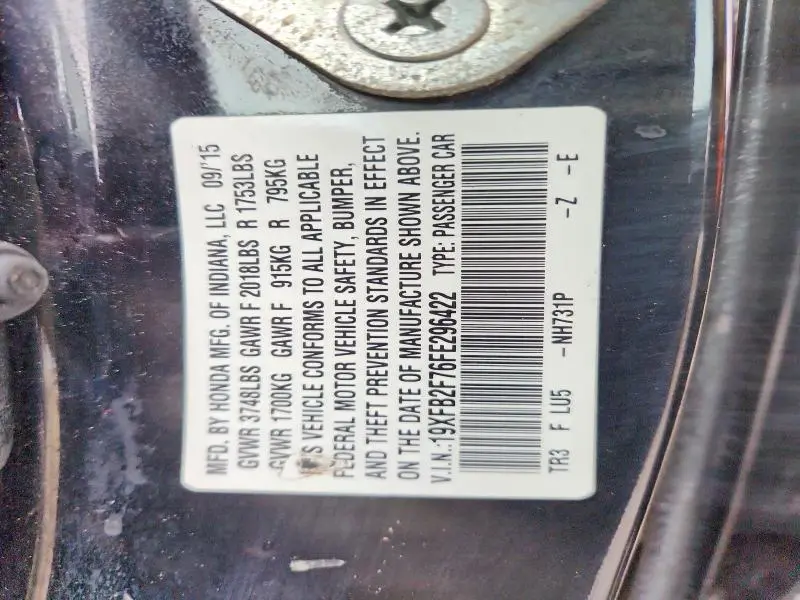 MFD. BY HONDA MFG. OF INDIANA, LLC 09/'15
GVWR 3748LBS GAWR F 2018LBS R 1753LBS
GVWR 1700KG GAWR F 915KG R 795KG
VEHICLE CONFORMS TO ALL APPLICABLE
FEDERAL MOTOR VEHICLE SAFETY, BUMPER,
AND THEFT PREVENTION STANDARDS IN EFFECT
ON THE DATE OF MANUFACTURE SHOWN ABOVE.
V.I.N.:19XFB2F76FE296422 TYPE: PASSENGER CAR
TR3 F LU5 -NH731P -Z -E